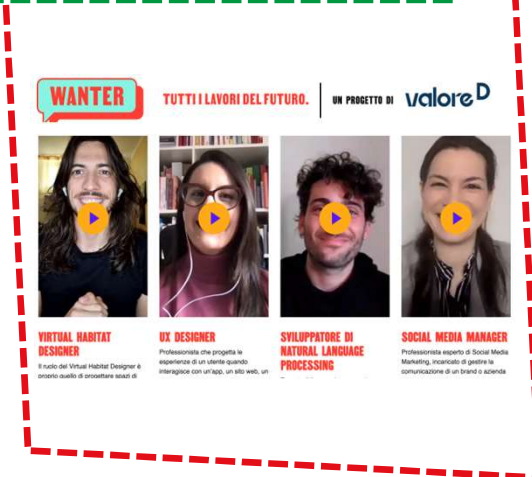 WANTER
TUTTI I LAVORI DEL FUTURO.
UN PROGETTO DI
valore D
VIRTUAL HABITAT
DESIGNER
Il ruolo del Virtual Habitat Designer è
proprio quello di progettare spazi di
UX DESIGNER
Professionista che progetta le
esperienze di un utente quando
interagisce con un'app, un sito web, un
SVILUPPATORE DI
NATURAL LANGUAGE
PROCESSING
SOCIAL MEDIA MANAGER
Professionista esperto di Social Media
Marketing, incaricato di gestire la
comunicazione di un brand o azienda